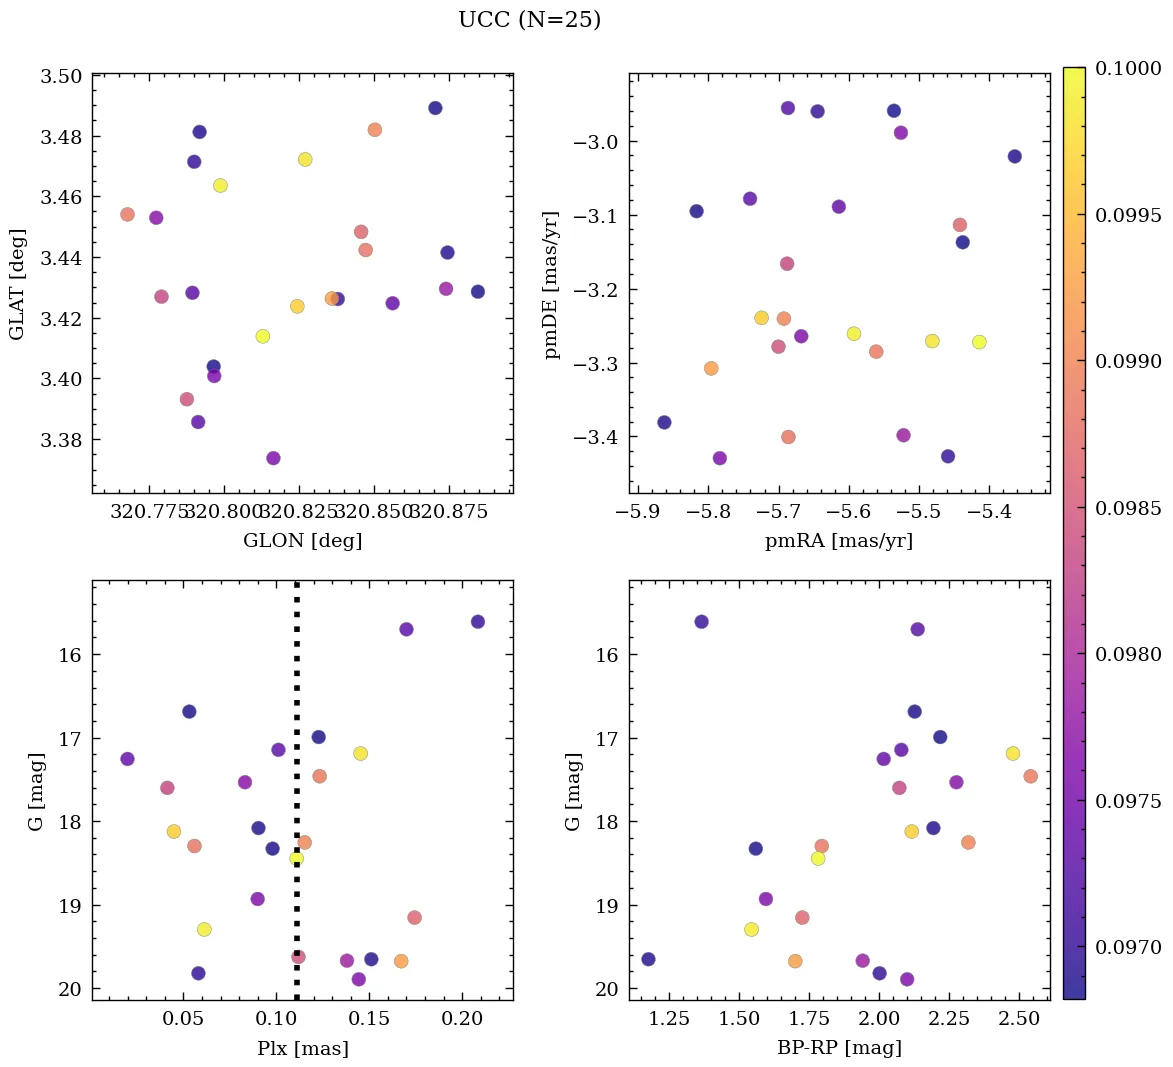 UCC (N=25)
3.50
3.48
3.46
3.44
3.42
3.40
3.38
GLAT [deg]
320.775 320.800 320.825 320.850 320.875
GLON [deg]
−3.0
−3.1
−3.2
−3.3
−3.4
pmDE [mas/yr]
−5.9 −5.8 −5.7 −5.6 −5.5 −5.4
pmRA [mas/yr]
0.1000
0.0995
0.0990
0.0985
0.0980
0.0975
0.0970
16
17
18
19
20
G [mag]
0.05 0.10 0.15 0.20
Plx [mas]
16
17
18
19
20
G [mag]
1.25 1.50 1.75 2.00 2.25 2.50
BP-RP [mag]